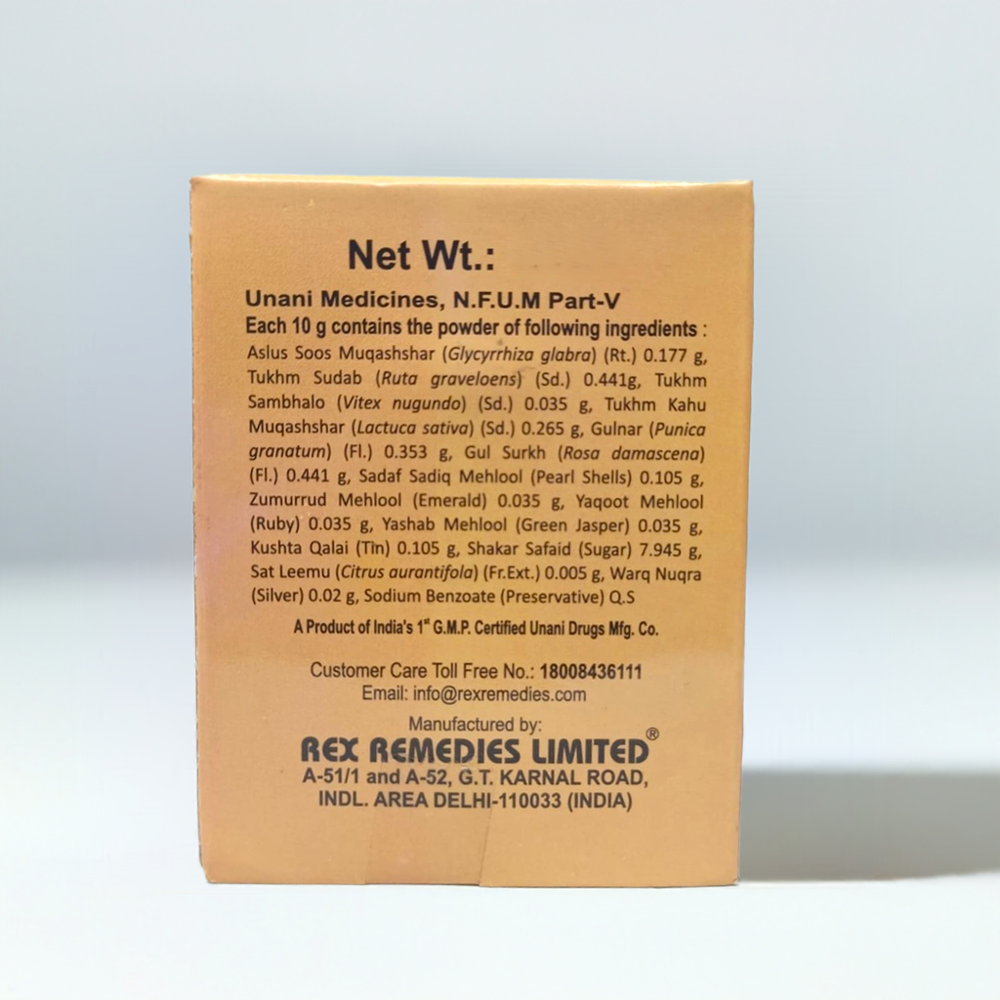 Net Wt.:
Unani Medicines, N.F.U.M Part-V
Each 10 g contains the powder of following ingredients :
Aslus Soos Muqashshar (Glycyrrhiza glabra) (Rt.) 0.177 g,
Tukhm Sudab (Ruta graveloens) (Sd.) 0.441g, Tukhm
Sambhalo (Vitex nugundo) (Sd.) 0.035 g, Tukhm Kahu
Muqashshar (Lactuca sativa) (Sd.) 0.265 g, Gulnar (Punica
granatum) (Fl.) 0.353 g, Gul Surkh (Rosa damascena)
(Fl.) 0.441 g, Sadaf Sadiq Mehlool (Pearl Shells) 0.105 g,
Zumurrud Mehlool (Emerald) 0.035 g, Yaqoot Mehlool
(Ruby) 0.035 g, Yashab Mehlool (Green Jasper) 0.035 g,
Kushta Qalai (Tin) 0.105 g, Shakar Safaid (Sugar) 7.945 g,
Sat Leemu (Citrus aurantifola) (Fr.Ext.) 0.005 g, Warq Nuqra
(Silver) 0.02 g, Sodium Benzoate (Preservative) Q.S
A Product of India's 1st G.M.P. Certified Unani Drugs Mfg. Co.
Customer Care Toll Free No.: 18008436111
Email: info@rexremedies.com
Manufactured by:
REX REMEDIES LIMITED®
A-51/1 and A-52, G.T. KARNAL ROAD,
INDL. AREA DELHI-110033 (INDIA)